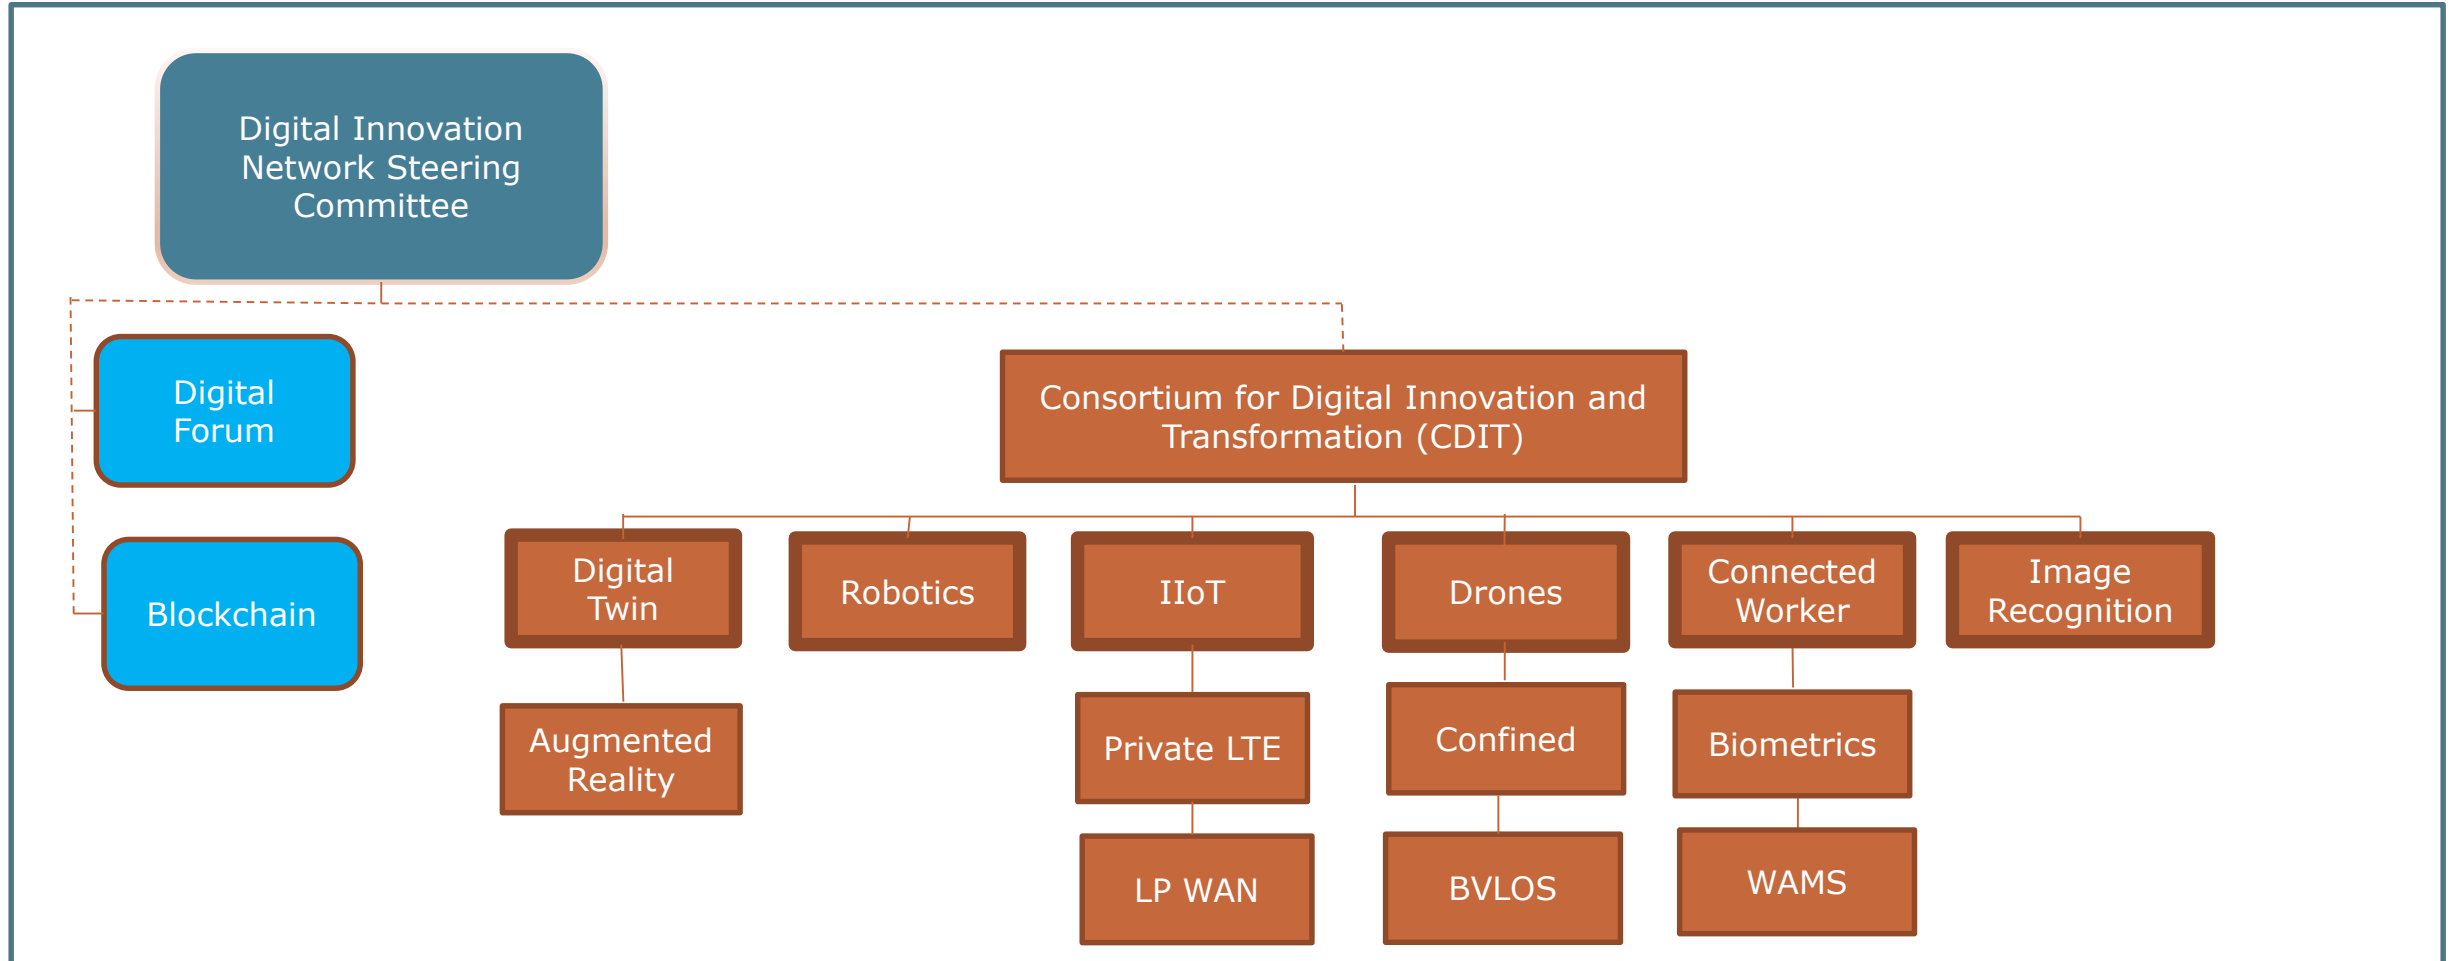 Digital Innovation
Network Steering
Committee
Digital
Forum
Blockchain
Consortium for Digital Innovation and
Transformation (CDIT)
Digital
Twin
Robotics
IIoT
Drones
Connected
Worker
Image
Recognition
Augmented
Reality
Private LTE
Confined
Biometrics
LP WAN
BVLOS
WAMS